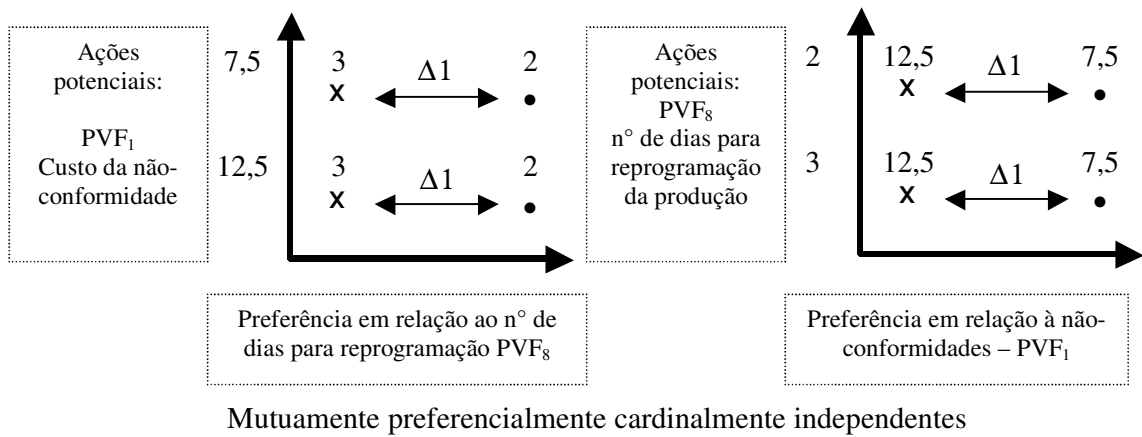 Ações
potenciais:
PVF₁
Custo da não-
conformidade
7,5
3
Δ1
2
x
•
12,5
3
Δ1
2
x
•
Preferência em relação ao n° de
dias para reprogramação PVF₈
Ações
potenciais:
PVF₈
n° de dias para
reprogramação
da produção
2
12,5
Δ1
7,5
x
•
3
12,5
Δ1
7,5
x
•
Preferência em relação à não-
conformidades – PVF₁
Mutuamente preferencialmente cardinalmente independentes